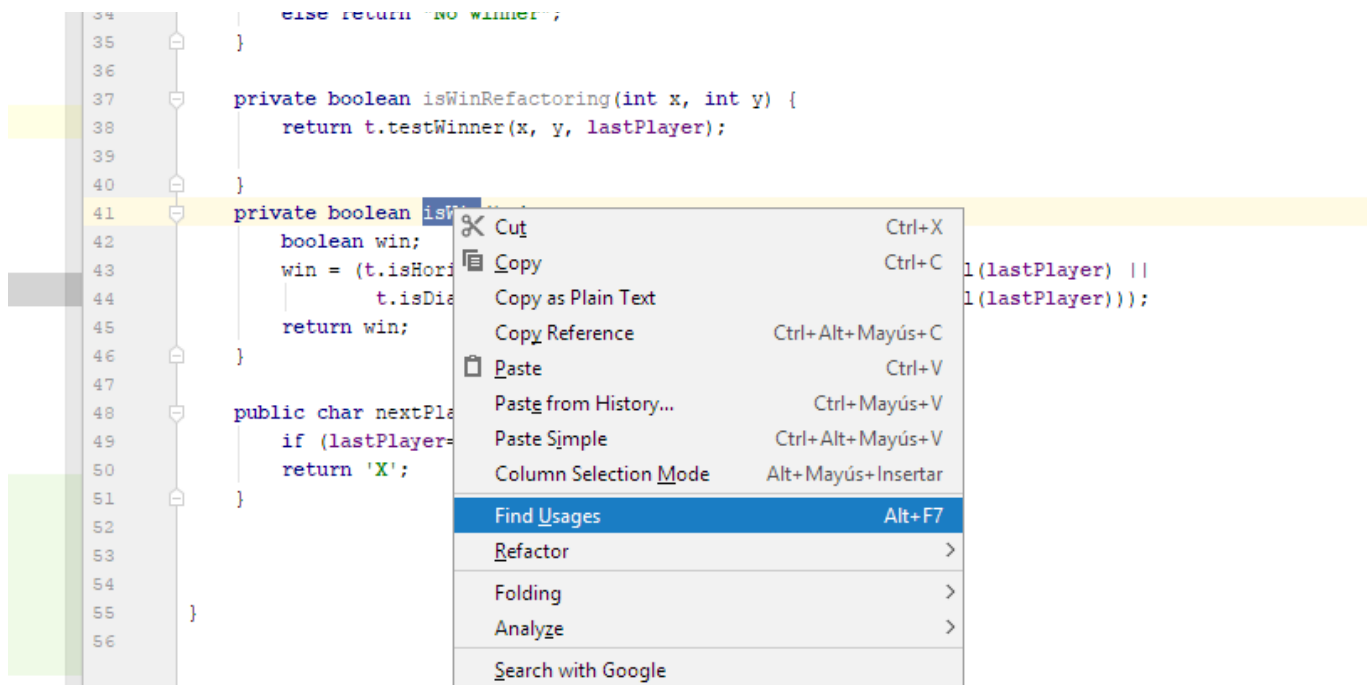 34 else return "No winner";
35 }
36
37 private boolean isWinRefactoring(int x, int y) {
38 return t.testWinner(x, y, lastPlayer);
39
40 }
41 private boolean
42 boolean win;
43 win = (t.isHori l(lastPlayer) ||
44 t.isDia l(lastPlayer)));
45 return win;
46 }
47
48 public char nextPla
49 if (lastPlayer=
50 return 'X';
51 }
52
53
54
55 }
56
Cut Ctrl+X
Copy Ctrl+C
Copy as Plain Text
Copy Reference Ctrl+Alt+Mayús+C
Paste Ctrl+V
Paste from History... Ctrl+Mayús+V
Paste Simple Ctrl+Alt+Mayús+V
Column Selection Mode Alt+Mayús+Insertar
Find Usages Alt+F7
Refactor
Folding
Analyze
Search with Google